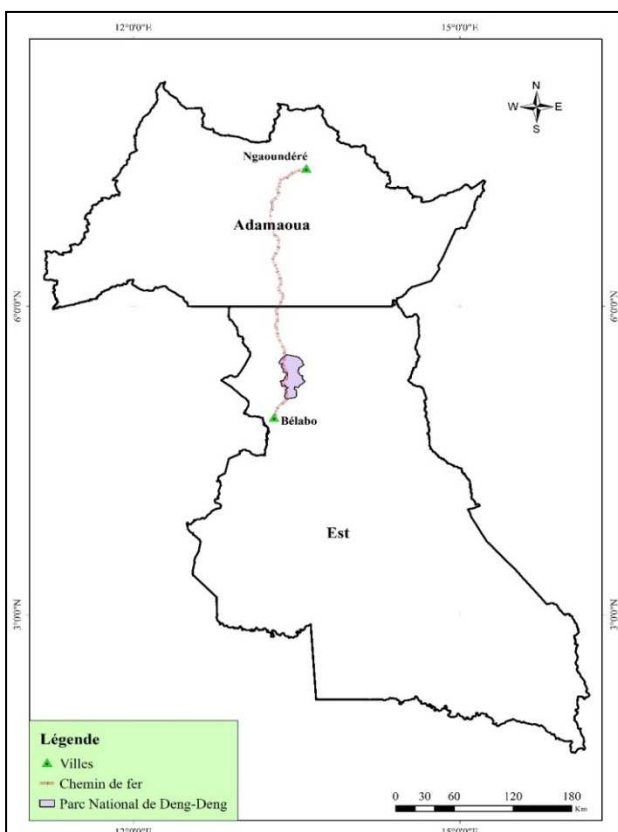 12°0'0"E 15°0'0"E
N
W E
S
Ngaoundéré
Adamaoua
6°0'0"N 6°0'0"N
Bélabo
Est
3°0'0"N 3°0'0"N
Légende
Villes
Chemin de fer
Parc National de Deng-Deng
0 30 60 120 180
Km
12°0'0"E 15°0'0"E